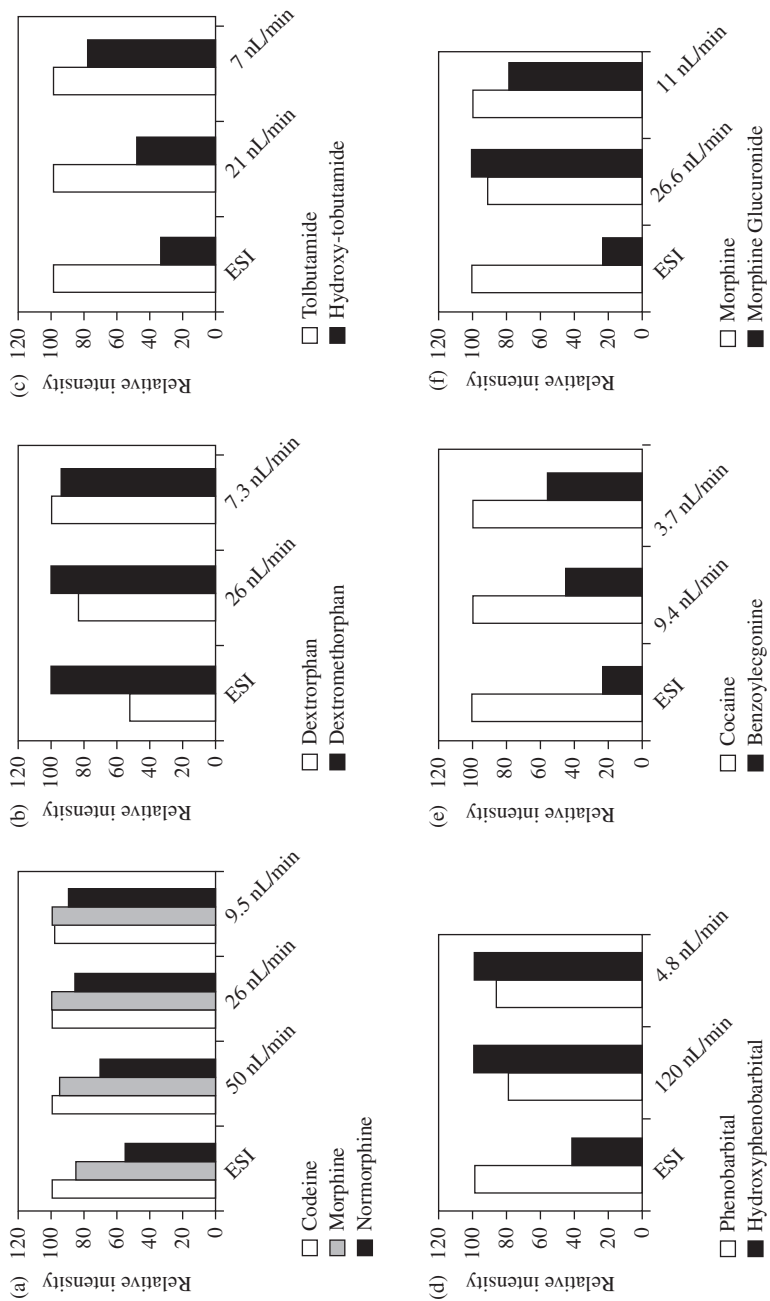 (a)
Relative intensity
120
100
80
60
40
20
0
ESI
50 nL/min
26 nL/min
9.5 nL/min
Codeine
Morphine
Normorphine
(b)
Relative intensity
120
100
80
60
40
20
0
ESI
26 nL/min
7.3 nL/min
Dextrorphan
Dextromethorphan
(c)
Relative intensity
120
100
80
60
40
20
0
ESI
21 nL/min
7 nL/min
Tolbutamide
Hydroxy-tobutamide
(d)
Relative intensity
120
100
80
60
40
20
0
ESI
120 nL/min
4.8 nL/min
Phenobarbital
Hydroxyphenobarbital
(e)
Relative intensity
120
100
80
60
40
20
0
ESI
9.4 nL/min
3.7 nL/min
Cocaine
Benzoylecgonine
(f)
Relative intensity
120
100
80
60
40
20
0
ESI
26.6 nL/min
11 nL/min
Morphine
Morphine Glucuronide